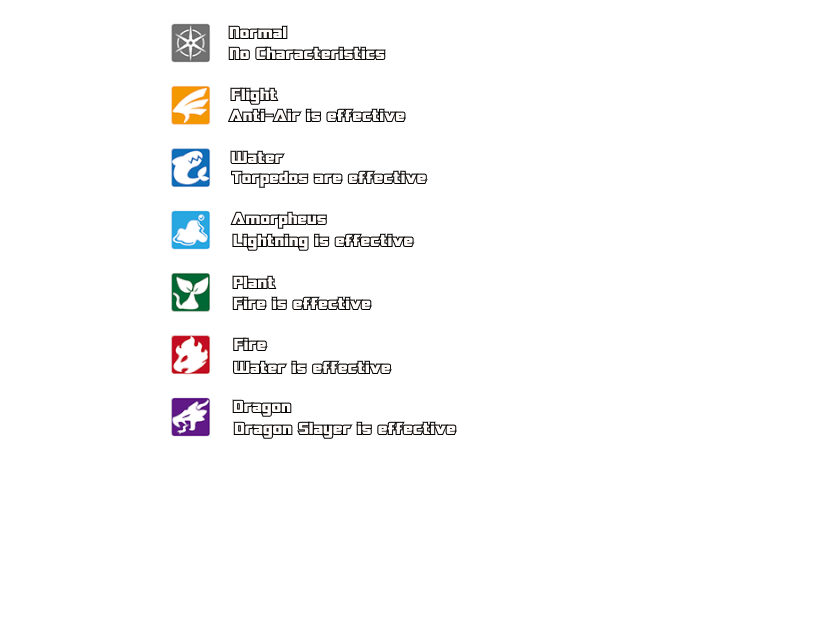 Normal
No Characteristics
Flight
Anti-Air is effective
Water
Torpedos are effective
Amorpheus
Lightning is effective
Plant
Fire is effective
Fire
Water is effective
Dragon
Dragon Slayer is effective